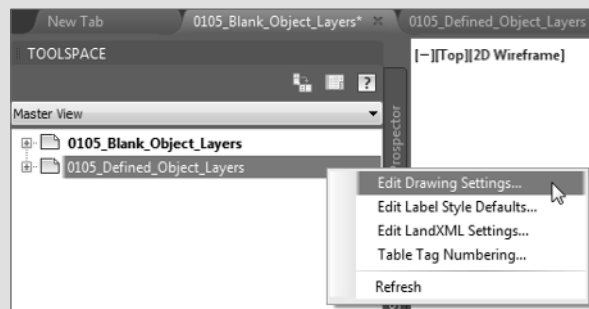 New Tab
0105_Blank_Object_Layers*
0105_Defined_Object_Layers
TOOLSPACE
[−][Top][2D Wireframe]
?
Master View
rospector
0105_Blank_Object_Layers
0105_Defined_Object_Layers
Edit Drawing Settings...
Edit Label Style Defaults...
Edit LandXML Settings...
Table Tag Numbering...
Refresh